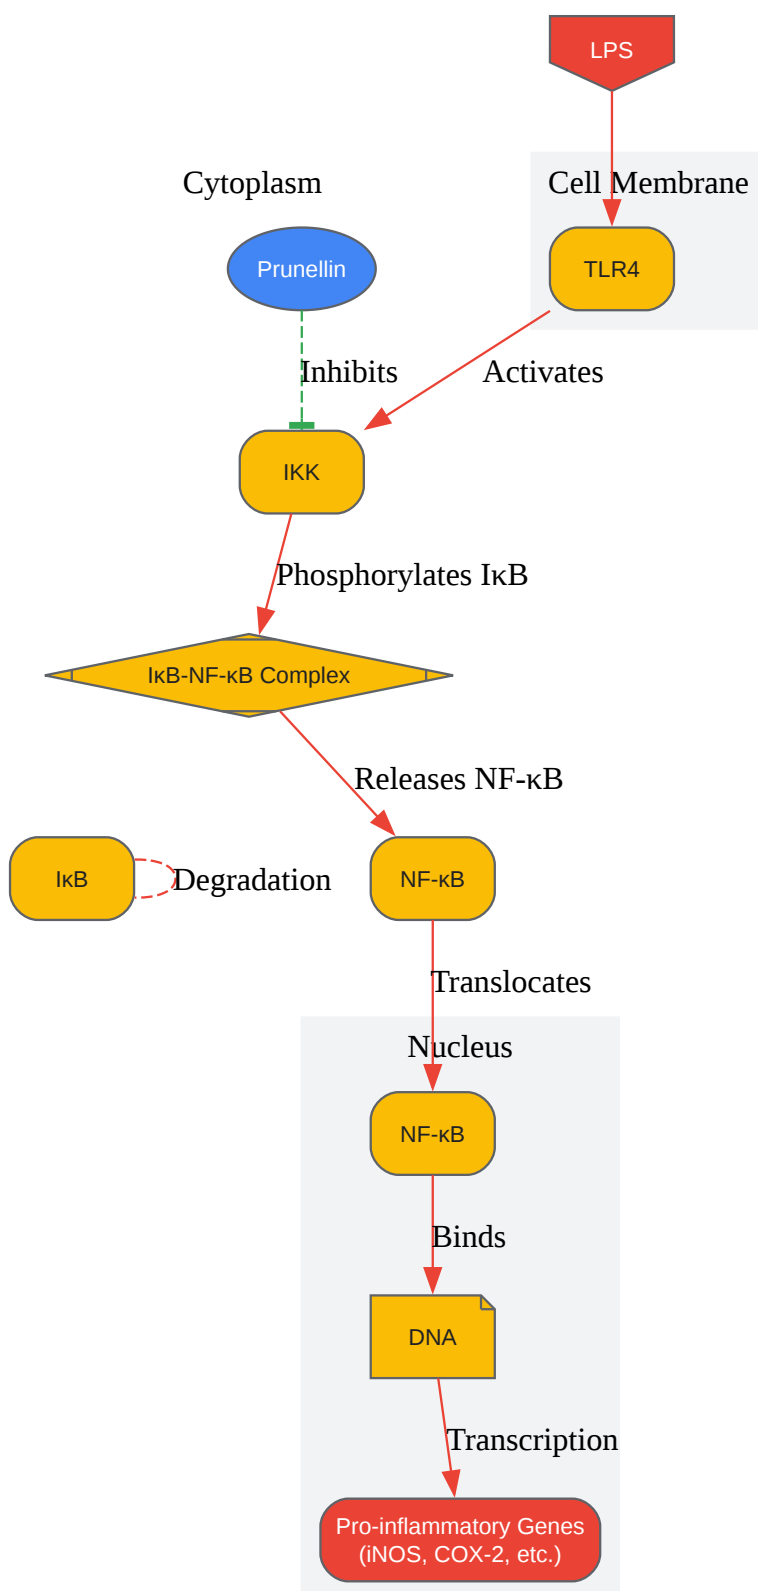 LPS
Cytoplasm
Cell Membrane
Prunellin
TLR4
Inhibits
Activates
IKK
Phosphorylates IκB
IκB-NF-κB Complex
Releases NF-κB
IκB
Degradation
NF-κB
Translocates
Nucleus
NF-κB
Binds
DNA
Transcription
Pro-inflammatory Genes
(iNOS, COX-2, etc.)